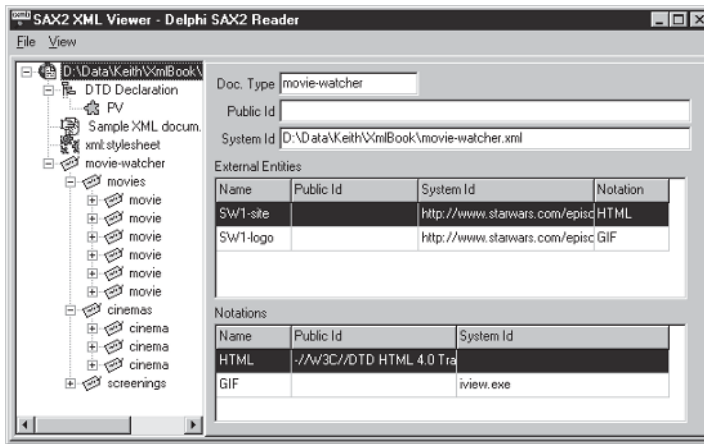 SAX2 XML Viewer - Delphi SAX2 Reader
File View
D:\Data\Keith\XmlBook\
DTD Declaration
PV
Sample XML docum.
xml:stylesheet
movie-watcher
movies
movie
movie
movie
movie
movie
movie
cinemas
cinema
cinema
cinema
screenings
Doc. Type movie-watcher
Public Id
System Id D:\Data\Keith\XmlBook\movie-watcher.xml
External Entities
Name Public Id System Id Notation
SW1-site http://www.starwars.com/episc HTML
SW1-logo http://www.starwars.com/episc GIF
Notations
Name Public Id System Id
HTML -//W3C//DTD HTML 4.0 Tra
GIF iview.exe